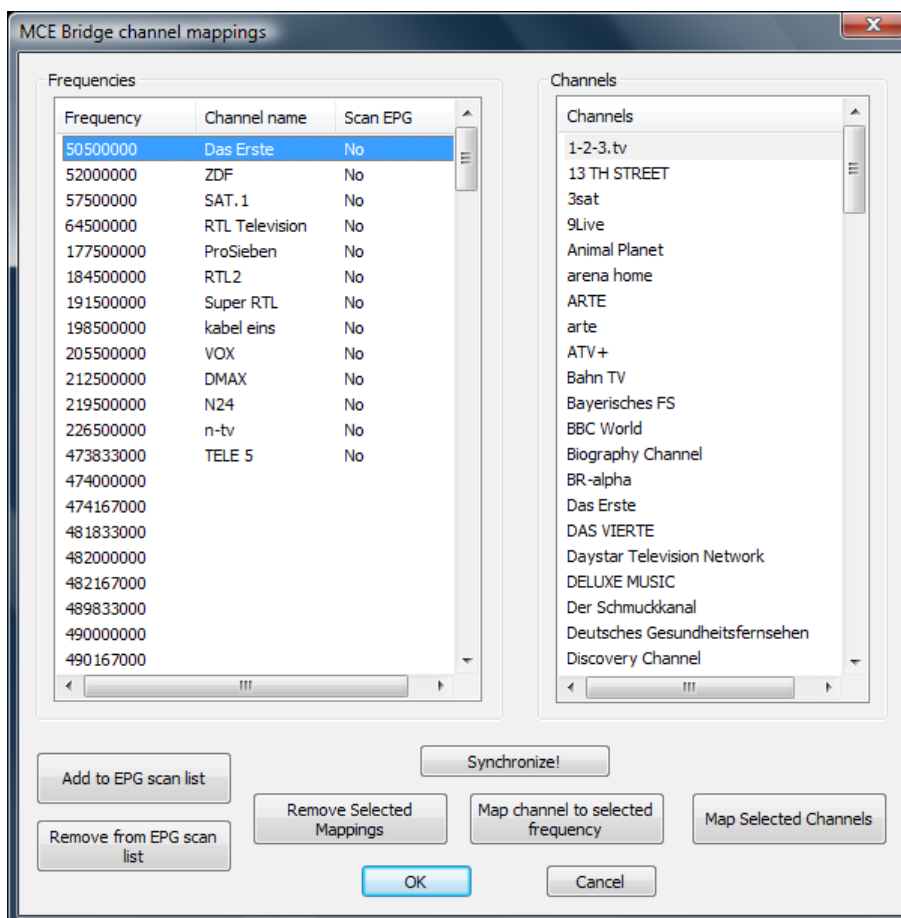 MCE Bridge channel mappings
Frequencies
Frequency Channel name Scan EPG
50500000 Das Erste No
52000000 ZDF No
57500000 SAT.1 No
64500000 RTL Television No
177500000 ProSieben No
184500000 RTL2 No
191500000 Super RTL No
198500000 kabel eins No
205500000 VOX No
212500000 DMAX No
219500000 N24 No
226500000 n-tv No
473833000 TELE 5 No
474000000
474167000
481833000
482000000
482167000
489833000
490000000
490167000
Channels
Channels
1-2-3.tv
13 TH STREET
3sat
9Live
Animal Planet
arena home
ARTE
arte
ATV+
Bahn TV
Bayerisches FS
BBC World
Biography Channel
BR-alpha
Das Erste
DAS VIERTE
Daystar Television Network
DELUXE MUSIC
Der Schmuckkanal
Deutsches Gesundheitsfernsehen
Discovery Channel
Synchronize!
Add to EPG scan list
Remove Selected
Mappings
Map channel to selected
frequency
Map Selected Channels
Remove from EPG scan
list
OK
Cancel